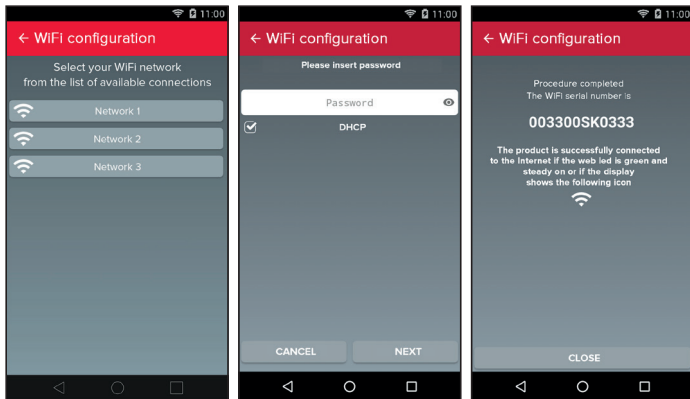 11:00
← WiFi configuration
Select your WiFi network
from the list of available connections
Network 1
Network 2
Network 3
11:00
← WiFi configuration
Please insert password
Password
DHCP
CANCEL NEXT
11:00
← WiFi configuration
Procedure completed
The WiFi serial number is
003300SK0333
The product is successfully connected
to the Internet if the web led is green and
steady on or if the display
shows the following icon
CLOSE